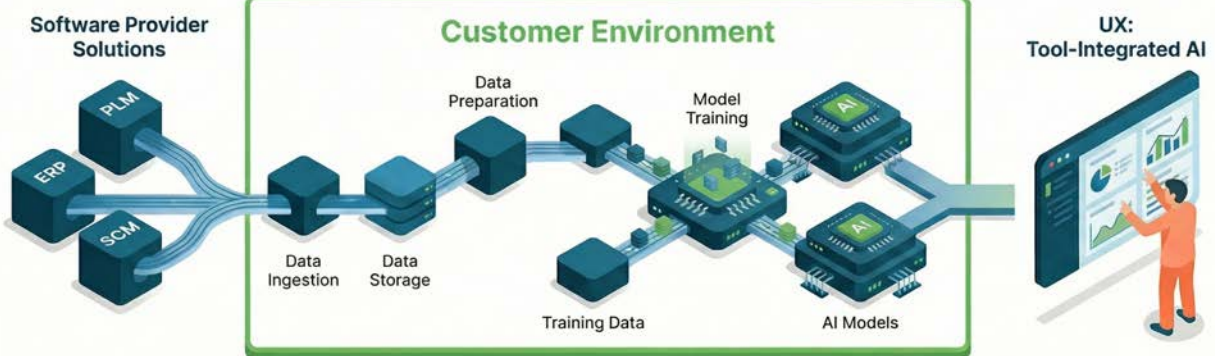 Software Provider
Solutions
PLM
ERP
SCM
Customer Environment
Data
Ingestion
Data
Storage
Data
Preparation
Training Data
Model
Training
AI
AI
AI Models
UX:
Tool-Integrated AI